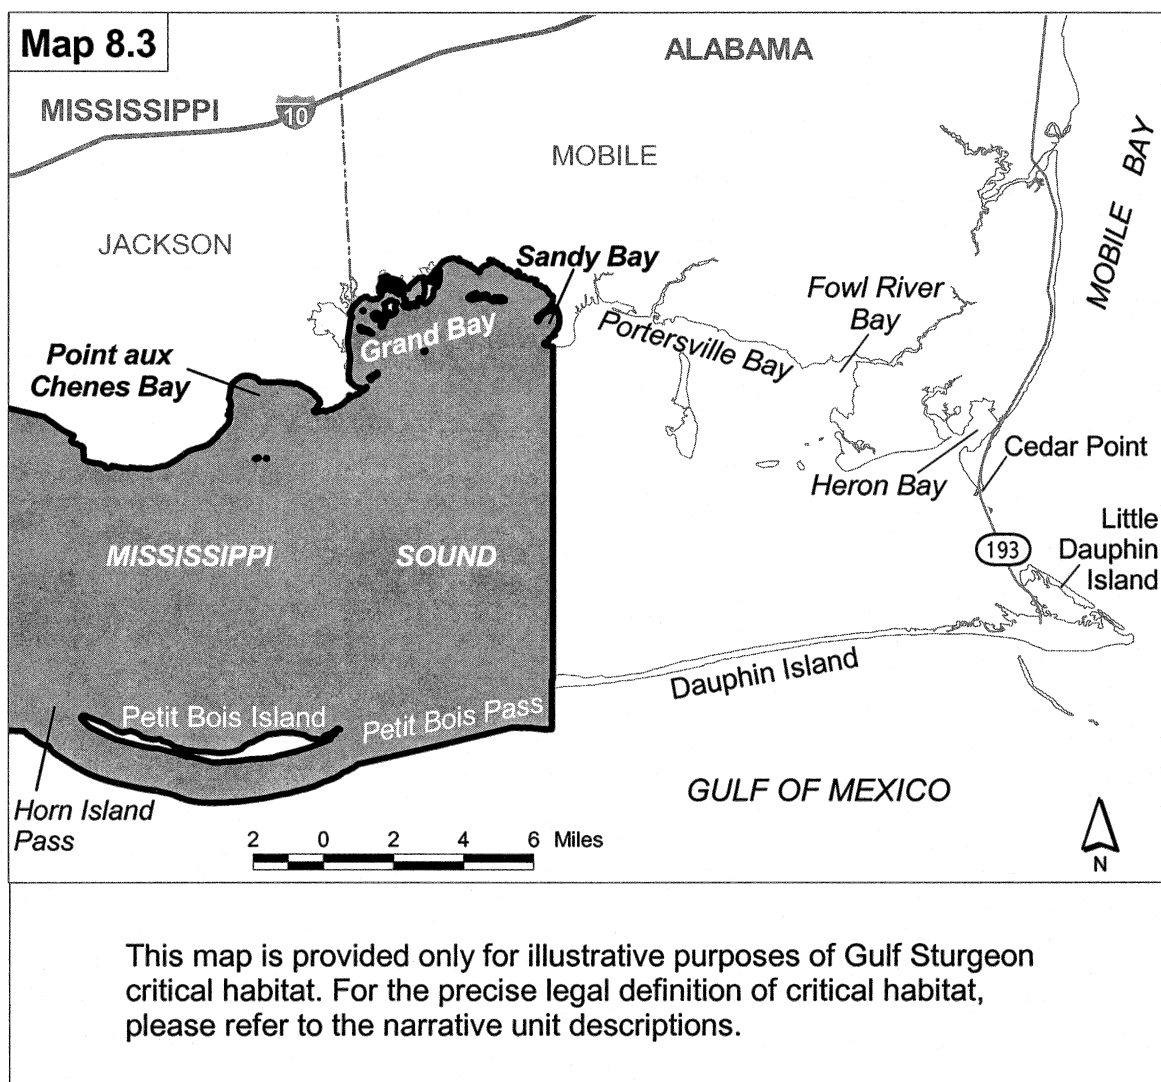 Map 8.3
ALABAMA
MISSISSIPPI
10
MOBILE
MOBILE BAY
JACKSON
Sandy Bay
Fowl River
Bay
Grand Bay
Portersville Bay
Point aux
Chenes Bay
Cedar Point
Heron Bay
Little
Dauphin
Island
193
MISSISSIPPI SOUND
Dauphin Island
Petit Bois Island
Petit Bois Pass
GULF OF MEXICO
Horn Island
Pass
2 0 2 4 6 Miles
N
This map is provided only for illustrative purposes of Gulf Sturgeon
critical habitat. For the precise legal definition of critical habitat,
please refer to the narrative unit descriptions.